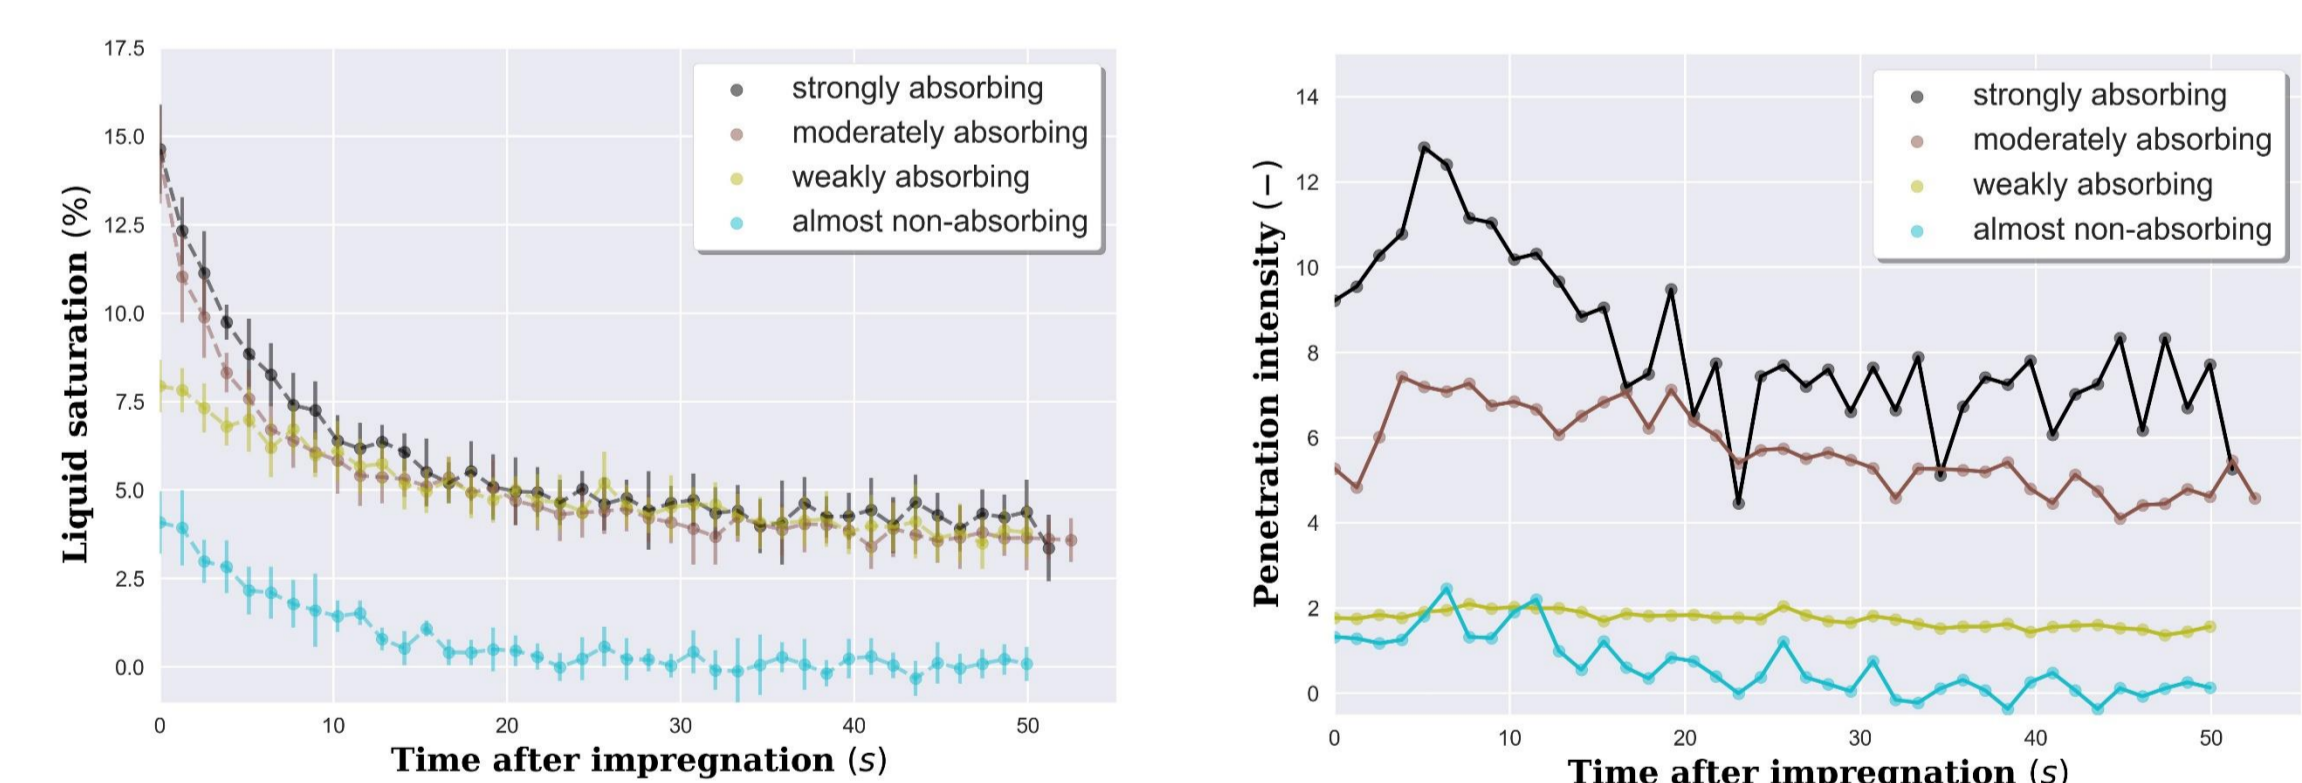 17.5
15.0
12.5
10.0
7.5
5.0
2.5
0.0
Liquid saturation (%)
strongly absorbing
moderately absorbing
weakly absorbing
almost non-absorbing
0 10 20 30 40 50
Time after impregnation (s)
14
12
10
8
6
4
2
0
Penetration intensity (−)
strongly absorbing
moderately absorbing
weakly absorbing
almost non-absorbing
0 10 20 30 40 50
Time after impregnation (s)